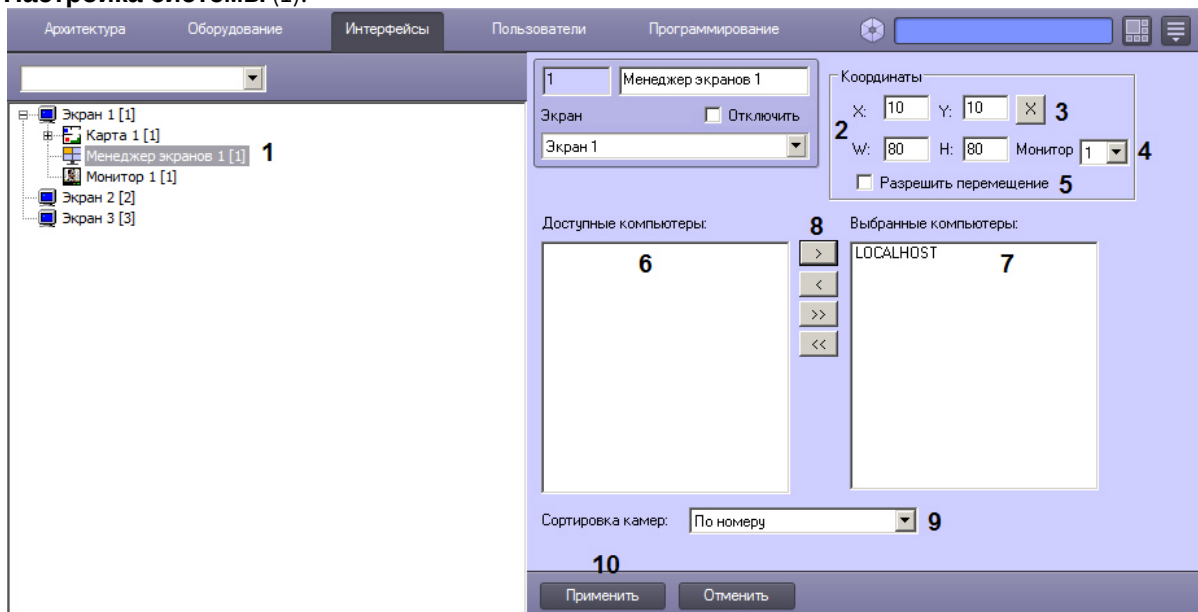 Настройка системы (1).
Архитектура Оборудование Интерфейсы Пользователи Программирование
Экран 1 [1]
Карта 1 [1]
Менеджер экранов 1 [1] 1
Монитор 1 [1]
Экран 2 [2]
Экран 3 [3]
1 Менеджер экранов 1
Экран Отключить
Экран 1
Координаты
X: 10 Y: 10 X 3
2
W: 80 H: 80 Монитор 1 4
Разрешить перемещение 5
Доступные компьютеры: 8 Выбранные компьютеры:
6
LOCALHOST 7
>
<
>>
<<
Сортировка камер: По номеру 9
10
Применить Отменить